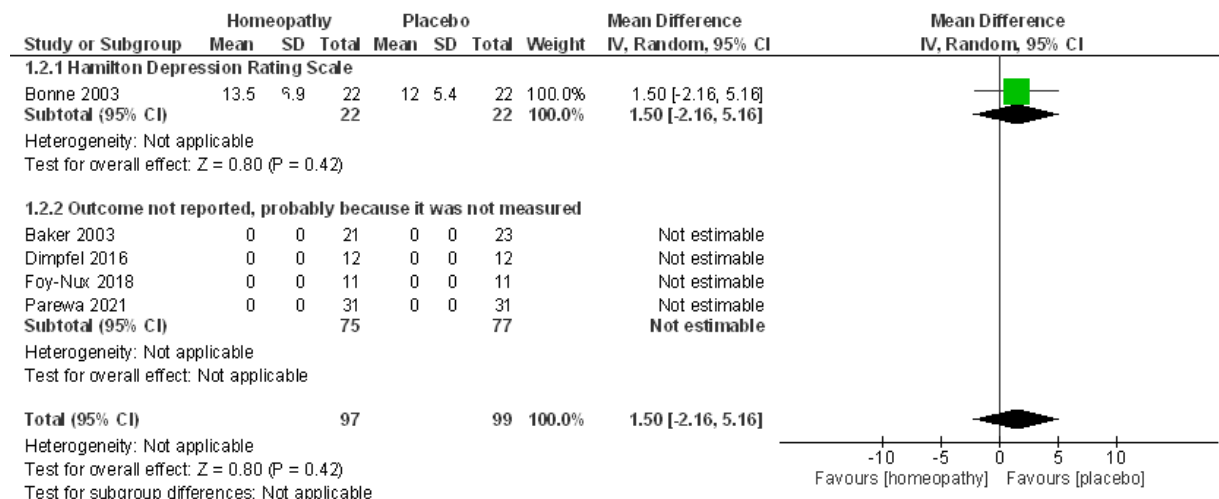 Homeopathy Placebo Mean Difference Mean Difference
Study or Subgroup Mean SD Total Mean SD Total Weight IV, Random, 95% CI IV, Random, 95% CI
1.2.1 Hamilton Depression Rating Scale
Bonne 2003 13.5 6.9 22 12 5.4 22 100.0% 1.50 [-2.16, 5.16]
Subtotal (95% CI) 22 22 100.0% 1.50 [-2.16, 5.16]
Heterogeneity: Not applicable
Test for overall effect: Z = 0.80 (P = 0.42)
1.2.2 Outcome not reported, probably because it was not measured
Baker 2003 0 0 21 0 0 23 Not estimable
Dimpfel 2016 0 0 12 0 0 12 Not estimable
Foy-Nux 2018 0 0 11 0 0 11 Not estimable
Parewa 2021 0 0 31 0 0 31 Not estimable
Subtotal (95% CI) 75 77 Not estimable
Heterogeneity: Not applicable
Test for overall effect: Not applicable
Total (95% CI) 97 99 100.0% 1.50 [-2.16, 5.16]
Heterogeneity: Not applicable
Test for overall effect: Z = 0.80 (P = 0.42)
Test for subgroup differences: Not applicable
-10 -5 0 5 10
Favours [homeopathy] Favours [placebo]